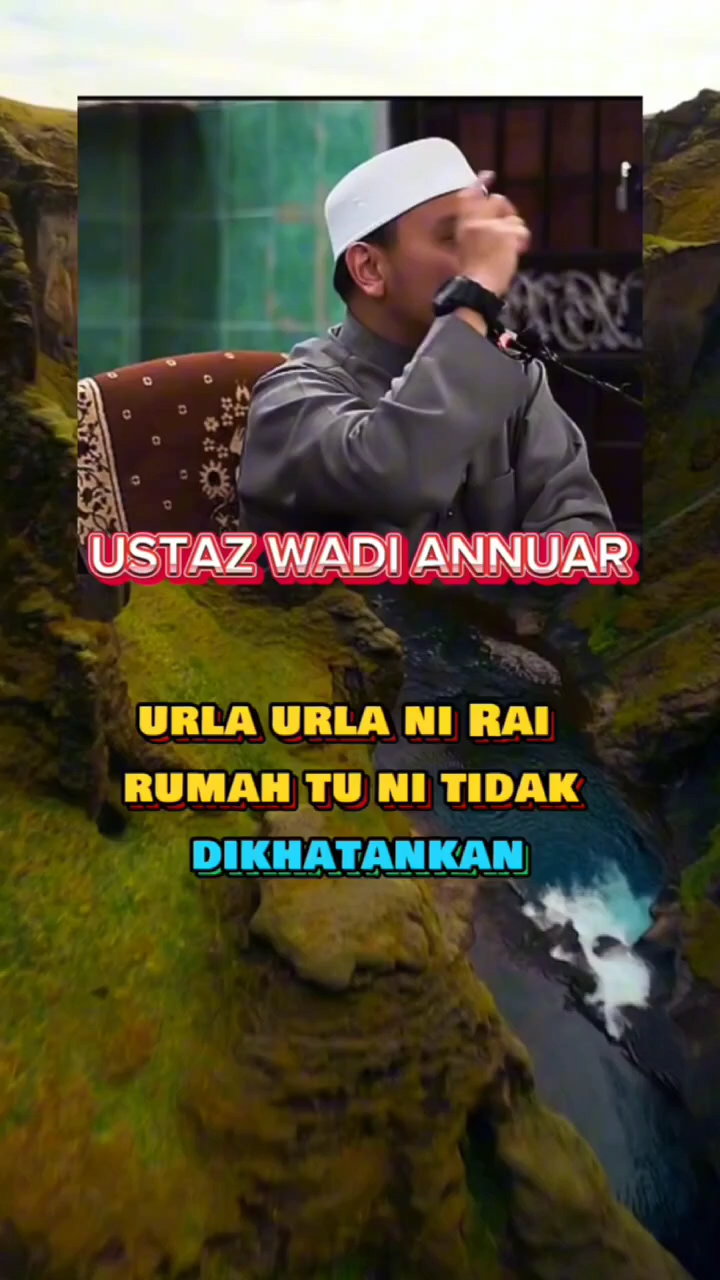 USTAZ WADI ANNUAR
URLA URLA NI RAI
RUMAH TU NI TIDAK
DIKHATANKAN